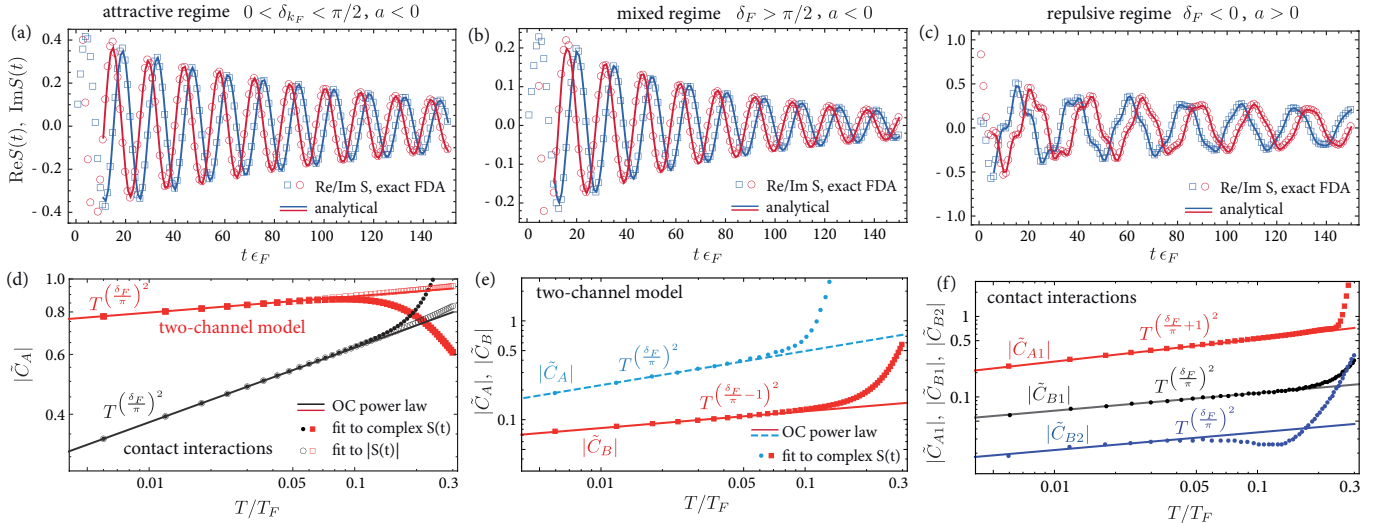 attractive regime 0 < δ_{k_F} < π/2 , a < 0
mixed regime δ_F > π/2 , a < 0
repulsive regime δ_F < 0, a > 0
(a)
ReS(t), ImS(t)
0.4
0.2
0.0
- 0.2
- 0.4
Re/Im S, exact FDA
analytical
0 20 40 60 80 100 120 140
t ϵ_F
(b)
0.2
0.1
0.0
- 0.1
- 0.2
Re/Im S, exact FDA
analytical
0 20 40 60 80 100 120 140
t ϵ_F
(c)
1.0
0.5
0.0
- 0.5
- 1.0
Re/Im S, exact FDA
analytical
0 20 40 60 80 100 120 140
t ϵ_F
(d)
|C̃_A|
1.0
0.8
0.6
0.4
T^{(δ_F/π)^2}
two-channel model
T^{(δ_F/π)^2}
contact interactions
OC power law
fit to complex S(t)
fit to |S(t)|
0.01 0.05 0.1 0.3
T/T_F
(e)
two-channel model
|C̃_A|, |C̃_B|
1
0.5
0.1
|C̃_A|
T^{(δ_F/π)^2}
T^{(δ_F/π-1)^2}
|C̃_B|
OC power law
fit to complex S(t)
0.01 0.05 0.1 0.3
T/T_F
(f)
contact interactions
|C̃_{A1}|, |C̃_{B1}|, |C̃_{B2}|
1
0.5
0.1
0.05
T^{(δ_F/π+1)^2}
|C̃_{A1}|
T^{(δ_F/π)^2}
|C̃_{B1}|
T^{(δ_F/π)^2}
|C̃_{B2}|
0.01 0.05 0.1 0.3
T/T_F